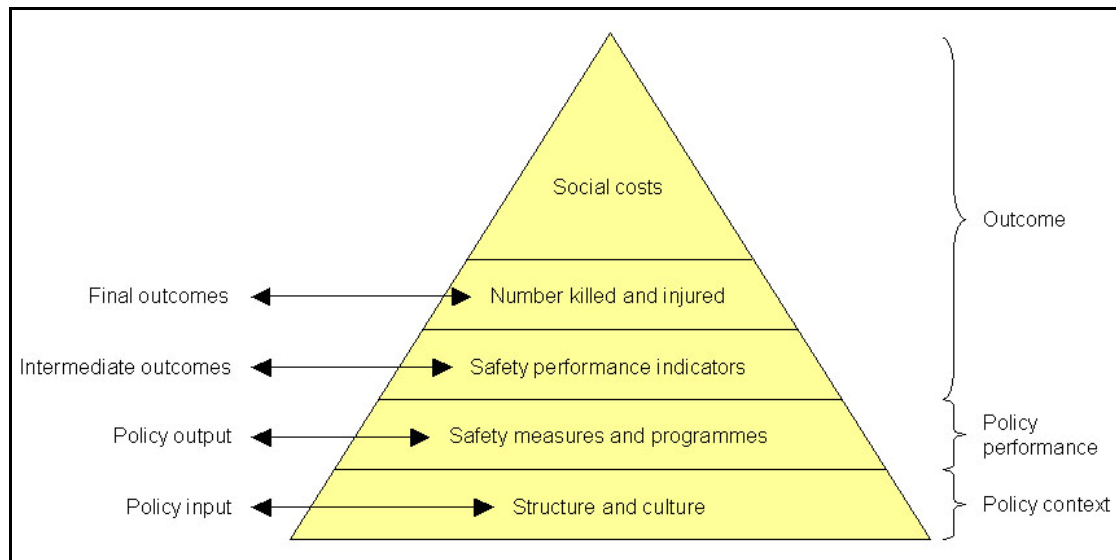 Social costs
Outcome
Final outcomes
Number killed and injured
Intermediate outcomes
Safety performance indicators
Policy output
Safety measures and programmes
Policy
performance
Policy input
Structure and culture
Policy context